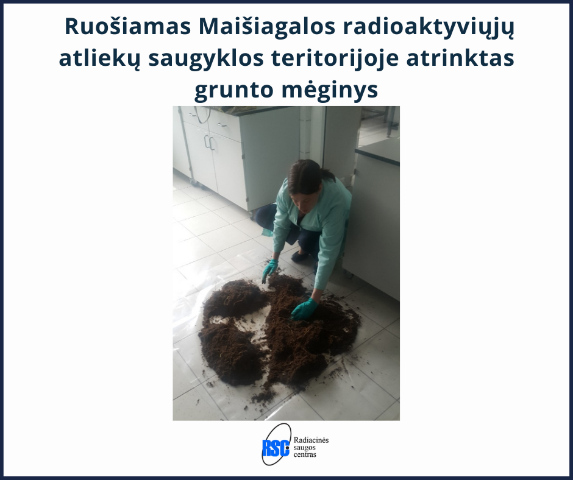 Ruošiamas Maišiagalos radioaktyviųjų
atliekų saugyklos teritorijoje atrinktas
grunto mėginys
RSC
Radiacinės
saugos
centras